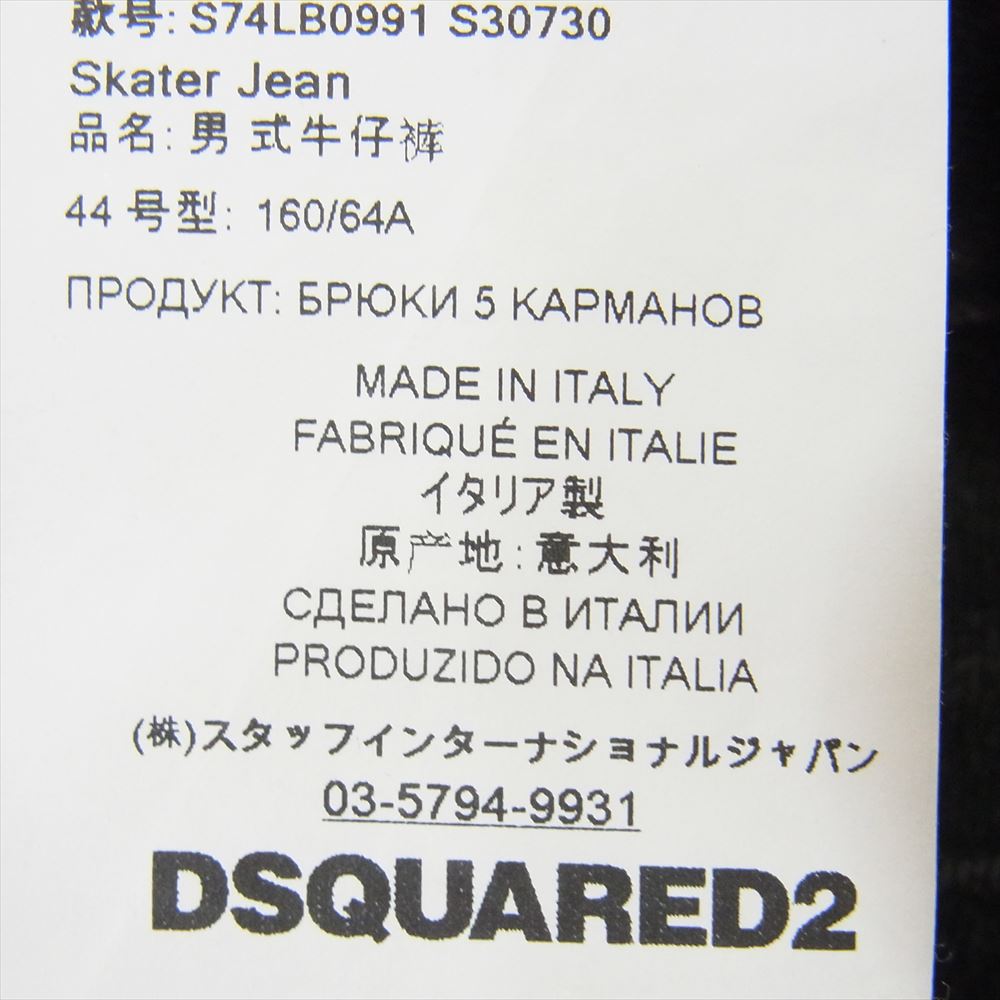 款号: S74LB0991 S30730
Skater Jean
品名: 男 式牛仔裤
44 号型: 160/64A
ПРОДУКТ: БРЮКИ 5 КАРМАНОВ
MADE IN ITALY
FABRIQUÉ EN ITALIE
イタリア製
原产地: 意大利
СДЕЛАНО В ИТАЛИИ
PRODUZIDO NA ITALIA
(株)スタッフインターナショナルジャパン
03-5794-9931
DSQUARED2